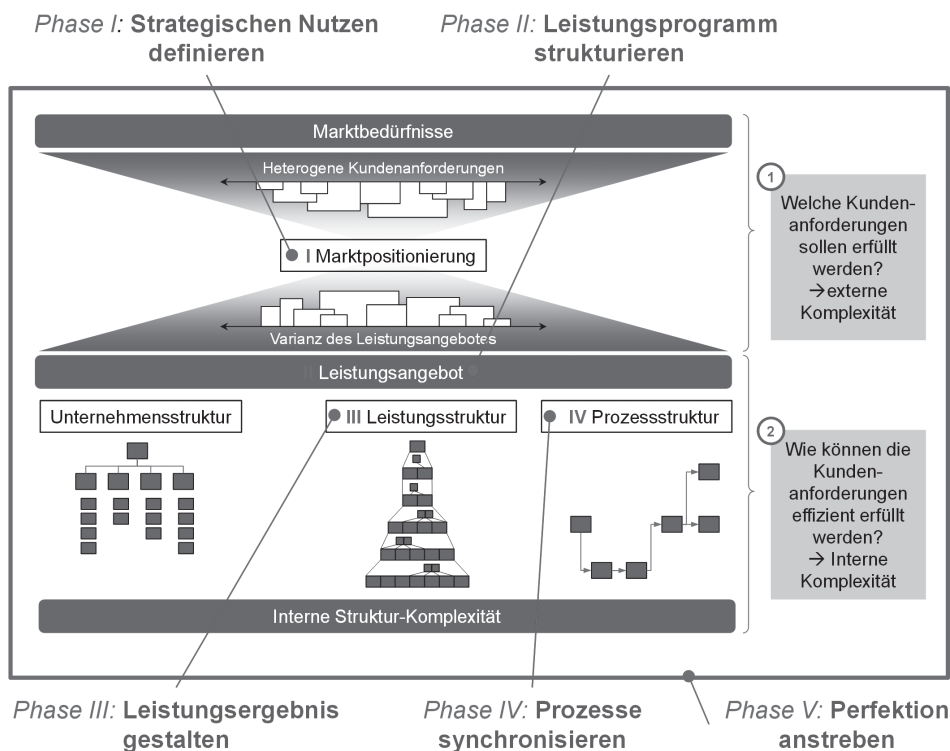 Phase I: Strategischen Nutzen
definieren
Phase II: Leistungsprogramm
strukturieren
Marktbedürfnisse
Heterogene Kundenanforderungen
I Marktpositionierung
Varianz des Leistungsangebotes
II Leistungsangebot
1
Welche Kunden-
anforderungen
sollen erfüllt
werden?
→externe
Komplexität
Unternehmensstruktur
III Leistungsstruktur
IV Prozessstruktur
2
Wie können die
Kunden-
anforderungen
effizient erfüllt
werden?
→ Interne
Komplexität
Interne Struktur-Komplexität
Phase III: Leistungsergebnis
gestalten
Phase IV: Prozesse
synchronisieren
Phase V: Perfektion
anstreben